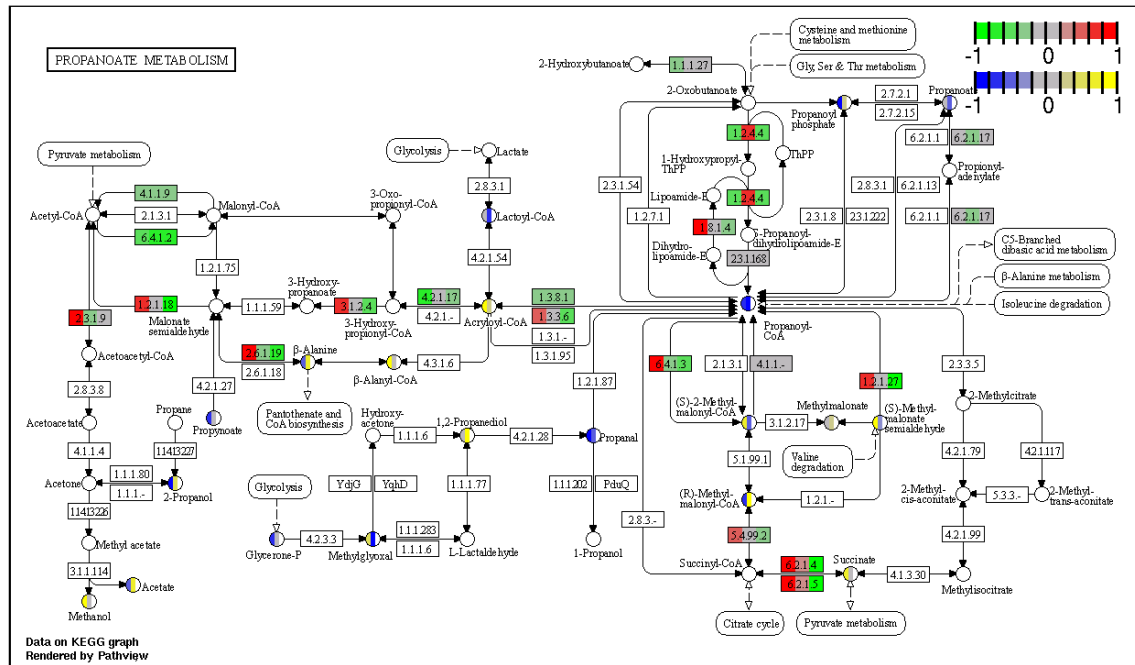 PROPANOATE METABOLISM
Cysteine and methionine
metabolism
Gly, Ser & Thr metabolism
2-Hydroxybutanoate
1.1.1.27
2-Oxobutanoate
-1 0 1
-1 0 1
2.7.2.1
2.7.2.15
Propanoyl
phosphate
Propanoate
6.2.1.1
6.2.1.17
Propionyl-
adenylate
6.2.1.1
6.2.1.17
1.2.4.4
1-Hydroxypropyl-
ThPP
ThPP
Lipoamide-E
1.2.4.4
1.8.1.4
S-Propanoyl-
dihydrolipoamide-E
Dihydro-
lipoamide-E
2.3.1.168
2.3.1.54
1.2.7.1
2.3.1.8
2.8.3.1
2.3.1.222
6.2.1.13
C5-Branched
dibasic acid metabolism
β-Alanine metabolism
Isoleucine degradation
Propanoyl-
CoA
Pyruvate metabolism
Acetyl-CoA
4.1.1.9
2.1.3.1
6.4.1.2
Malonyl-CoA
Glycolysis
Lactate
2.8.3.1
Lactoyl-CoA
4.2.1.54
3-Oxo-
propionyl-CoA
1.2.1.75
1.2.1.18
Malonate
semialdehyde
1.1.1.59
3-Hydroxy-
propanoate
3.1.2.4
3-Hydroxy-
propionyl-CoA
4.2.1.17
4.2.1.-
Acryloyl-CoA
1.3.8.1
1.3.3.6
1.3.1.-
1.3.1.95
2.3.1.9
Acetoacetyl-CoA
2.6.1.19
2.6.1.18
β-Alanine
β-Alanyl-CoA
4.3.1.6
Pantothenate and
CoA biosynthesis
2.8.3.8
4.2.1.27
Propynoate
Acetoacetate
Propane
4.1.1.4
1.14.13.227
Acetone
1.1.1.80
1.1.1.-
2-Propanol
1.14.13.226
Methyl acetate
3.1.1.114
Acetate
Methanol
Hydroxy-
acetone
1.1.1.6
1,2-Propanediol
4.2.1.28
Propanal
1.2.1.87
Glycolysis
YdjG
YqhD
1.1.1.77
1.1.1.202
PduQ
Glycerone-P
4.2.3.3
Methylglyoxal
1.1.1.283
1.1.1.6
L-Lactaldehyde
1-Propanol
6.4.1.3
2.1.3.1
4.1.1.-
1.2.1.27
2.3.3.5
(S)-2-Methyl-
malonyl-CoA
3.1.2.17
Methylmalonate
(S)-Methyl-
malonate
semialdehyde
Valine
degradation
5.1.99.1
(R)-Methyl-
malonyl-CoA
1.2.1.-
2.8.3.-
5.4.99.2
Succinyl-CoA
6.2.1.4
6.2.1.5
Succinate
4.1.3.30
Methylisocitrate
Citrate cycle
Pyruvate metabolism
2-Methylcitrate
4.2.1.79
4.2.1.117
2-Methyl-
cis-aconitate
5.3.3.-
2-Methyl-
trans-aconitate
4.2.1.99
Data on KEGG graph
Rendered by Pathview